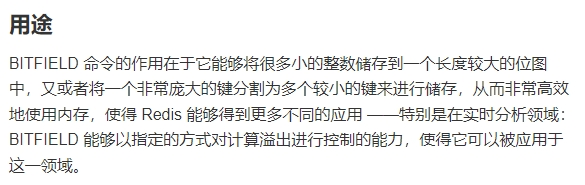 用途
BITFIELD 命令的作用在于它能够将很多小的整数储存到一个长度较大的位图
中，又或者将一个非常庞大的键分割为多个较小的键来进行储存，从而非常高效
地使用内存，使得 Redis 能够得到更多不同的应用 ——特别是在实时分析领域：
BITFIELD 能够以指定的方式对计算溢出进行控制的能力，使得它可以被应用于
这一领域。